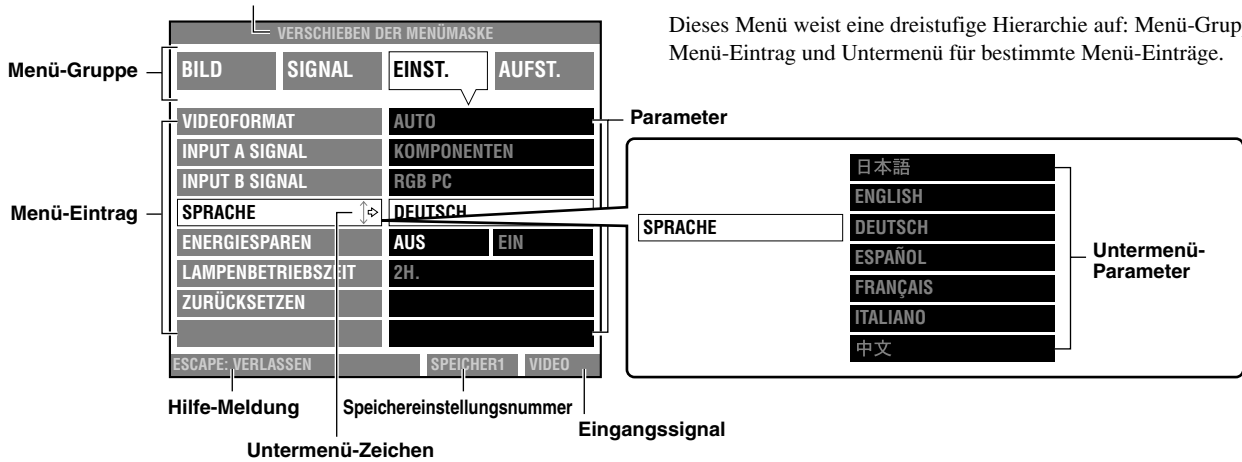 Dieses Menü weist eine dreistufige Hierarchie auf: Menü-Grup
Menü-Eintrag und Untermenü für bestimmte Menü-Einträge.
VERSCHIEBEN DER MENÜMASKE
Menü-Gruppe
BILD SIGNAL EINST. AUFST.
VIDEOFORMAT AUTO
Parameter
INPUT A SIGNAL KOMPONENTEN
INPUT B SIGNAL RGB PC
Menü-Eintrag
SPRACHE DEUTSCH
ENERGIESPAREN AUS EIN
LAMPENBETRIEBSZEIT 2H.
ZURÜCKSETZEN
ESCAPE: VERLASSEN SPEICHER1 VIDEO
Hilfe-Meldung
Speichereinstellungsnummer
Eingangssignal
Untermenü-Zeichen
SPRACHE
日本語
ENGLISH
DEUTSCH
ESPAÑOL
FRANÇAIS
ITALIANO
中文
Untermenü-
Parameter